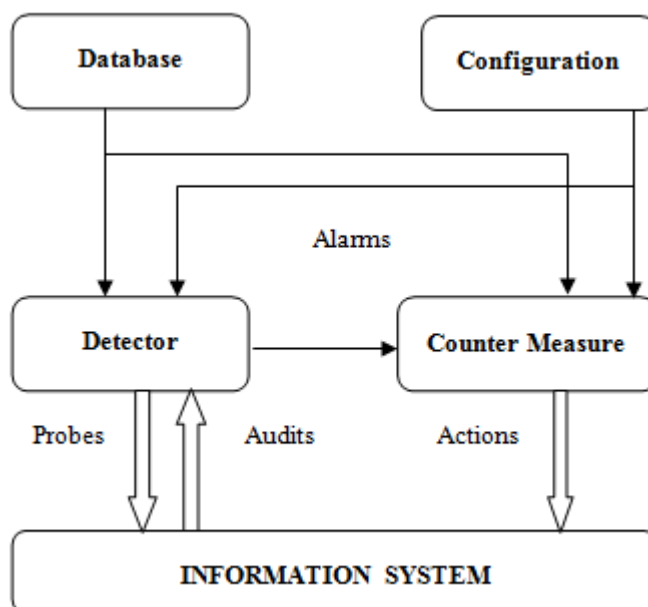 Database
Configuration
Alarms
Detector
Counter Measure
Probes
Audits
Actions
INFORMATION SYSTEM